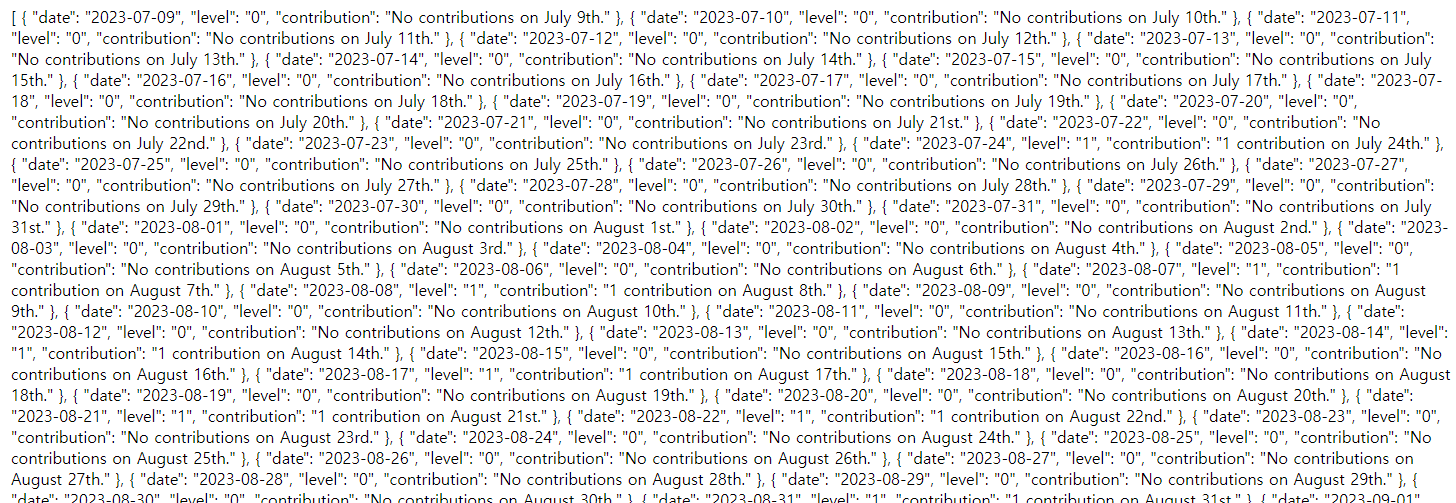 [ { "date": "2023-07-09", "level": "0", "contribution": "No contributions on July 9th." }, { "date": "2023-07-10", "level": "0", "contribution": "No contributions on July 10th." }, { "date": "2023-07-11",
"level": "0", "contribution": "No contributions on July 11th." }, { "date": "2023-07-12", "level": "0", "contribution": "No contributions on July 12th." }, { "date": "2023-07-13", "level": "0", "contribution":
"No contributions on July 13th." }, { "date": "2023-07-14", "level": "0", "contribution": "No contributions on July 14th." }, { "date": "2023-07-15", "level": "0", "contribution": "No contributions on July
15th." }, { "date": "2023-07-16", "level": "0", "contribution": "No contributions on July 16th." }, { "date": "2023-07-17", "level": "0", "contribution": "No contributions on July 17th." }, { "date": "2023-07-
18", "level": "0", "contribution": "No contributions on July 18th." }, { "date": "2023-07-19", "level": "0", "contribution": "No contributions on July 19th." }, { "date": "2023-07-20", "level": "0",
"contribution": "No contributions on July 20th." }, { "date": "2023-07-21", "level": "0", "contribution": "No contributions on July 21st." }, { "date": "2023-07-22", "level": "0", "contribution": "No
contributions on July 22nd." }, { "date": "2023-07-23", "level": "0", "contribution": "No contributions on July 23rd." }, { "date": "2023-07-24", "level": "1", "contribution": "1 contribution on July 24th." },
{ "date": "2023-07-25", "level": "0", "contribution": "No contributions on July 25th." }, { "date": "2023-07-26", "level": "0", "contribution": "No contributions on July 26th." }, { "date": "2023-07-27",
"level": "0", "contribution": "No contributions on July 27th." }, { "date": "2023-07-28", "level": "0", "contribution": "No contributions on July 28th." }, { "date": "2023-07-29", "level": "0", "contribution":
"No contributions on July 29th." }, { "date": "2023-07-30", "level": "0", "contribution": "No contributions on July 30th." }, { "date": "2023-07-31", "level": "0", "contribution": "No contributions on July
31st." }, { "date": "2023-08-01", "level": "0", "contribution": "No contributions on August 1st." }, { "date": "2023-08-02", "level": "0", "contribution": "No contributions on August 2nd." }, { "date": "2023-
08-03", "level": "0", "contribution": "No contributions on August 3rd." }, { "date": "2023-08-04", "level": "0", "contribution": "No contributions on August 4th." }, { "date": "2023-08-05", "level": "0",
"contribution": "No contributions on August 5th." }, { "date": "2023-08-06", "level": "0", "contribution": "No contributions on August 6th." }, { "date": "2023-08-07", "level": "1", "contribution": "1
contribution on August 7th." }, { "date": "2023-08-08", "level": "1", "contribution": "1 contribution on August 8th." }, { "date": "2023-08-09", "level": "0", "contribution": "No contributions on August
9th." }, { "date": "2023-08-10", "level": "0", "contribution": "No contributions on August 10th." }, { "date": "2023-08-11", "level": "0", "contribution": "No contributions on August 11th." }, { "date":
"2023-08-12", "level": "0", "contribution": "No contributions on August 12th." }, { "date": "2023-08-13", "level": "0", "contribution": "No contributions on August 13th." }, { "date": "2023-08-14", "level":
"1", "contribution": "1 contribution on August 14th." }, { "date": "2023-08-15", "level": "0", "contribution": "No contributions on August 15th." }, { "date": "2023-08-16", "level": "0", "contribution": "No
contributions on August 16th." }, { "date": "2023-08-17", "level": "1", "contribution": "1 contribution on August 17th." }, { "date": "2023-08-18", "level": "0", "contribution": "No contributions on August
18th." }, { "date": "2023-08-19", "level": "0", "contribution": "No contributions on August 19th." }, { "date": "2023-08-20", "level": "0", "contribution": "No contributions on August 20th." }, { "date":
"2023-08-21", "level": "1", "contribution": "1 contribution on August 21st." }, { "date": "2023-08-22", "level": "1", "contribution": "1 contribution on August 22nd." }, { "date": "2023-08-23", "level": "0",
"contribution": "No contributions on August 23rd." }, { "date": "2023-08-24", "level": "0", "contribution": "No contributions on August 24th." }, { "date": "2023-08-25", "level": "0", "contribution": "No
contributions on August 25th." }, { "date": "2023-08-26", "level": "0", "contribution": "No contributions on August 26th." }, { "date": "2023-08-27", "level": "0", "contribution": "No contributions on
August 27th." }, { "date": "2023-08-28", "level": "0", "contribution": "No contributions on August 28th." }, { "date": "2023-08-29", "level": "0", "contribution": "No contributions on August 29th." }, {
"date": "2023-08-30", "level": "0", "contribution": "No contributions on August 30th." }, { "date": "2023-08-31", "level": "1", "contribution": "1 contribution on August 31st." }, { "date": "2023-09-01",